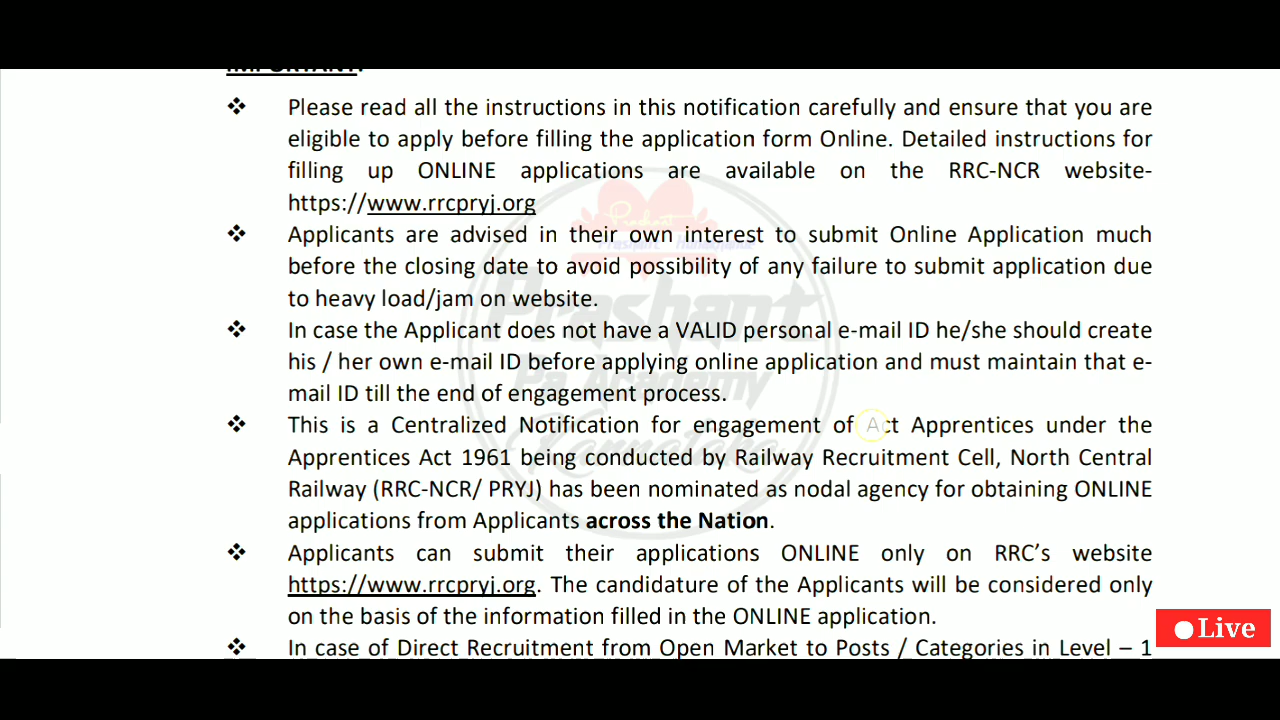 IMPORTANT:
❖ Please read all the instructions in this notification carefully and ensure that you are
eligible to apply before filling the application form Online. Detailed instructions for
filling up ONLINE applications are available on the RRC-NCR website-
https://www.rrcpryj.org
❖ Applicants are advised in their own interest to submit Online Application much
before the closing date to avoid possibility of any failure to submit application due
to heavy load/jam on website.
❖ In case the Applicant does not have a VALID personal e-mail ID he/she should create
his / her own e-mail ID before applying online application and must maintain that e-
mail ID till the end of engagement process.
❖ This is a Centralized Notification for engagement of Act Apprentices under the
Apprentices Act 1961 being conducted by Railway Recruitment Cell, North Central
Railway (RRC-NCR/ PRYJ) has been nominated as nodal agency for obtaining ONLINE
applications from Applicants across the Nation.
❖ Applicants can submit their applications ONLINE only on RRC’s website
https://www.rrcpryj.org. The candidature of the Applicants will be considered only
on the basis of the information filled in the ONLINE application.
❖ In case of Direct Recruitment from Open Market to Posts / Categories in Level – 1
Prashant
Prashant
Pa Academy
Karnataka
Live